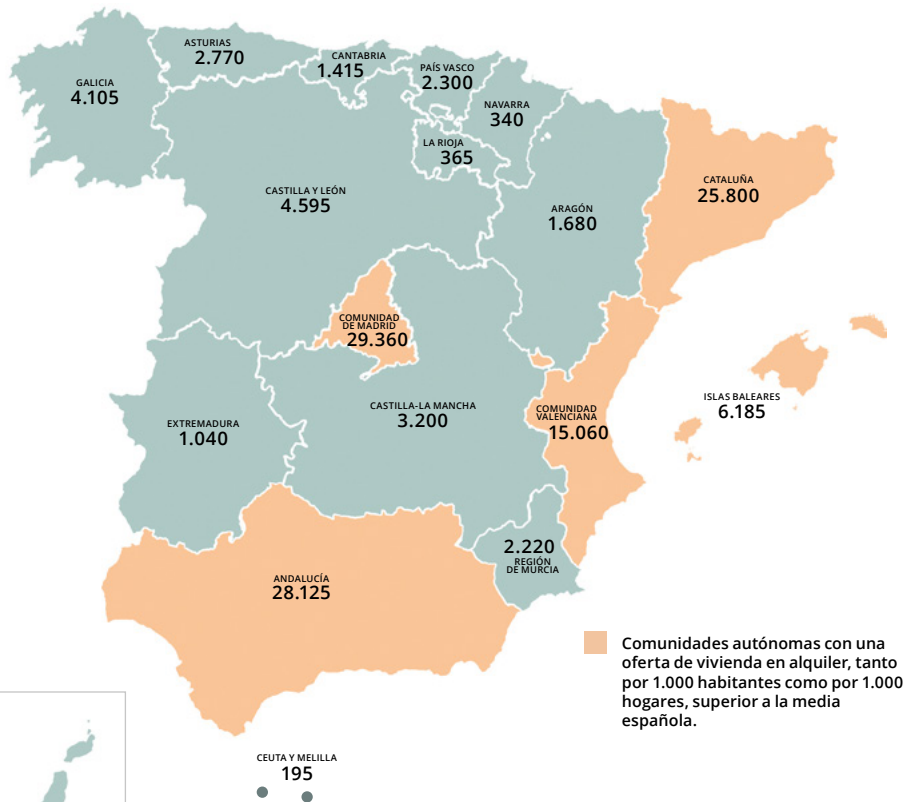 ASTURIAS
2.770
CANTABRIA
1.415
PAÍS VASCO
2.300
GALICIA
4.105
NAVARRA
340
LA RIOJA
365
CASTILLA Y LEÓN
4.595
ARAGÓN
1.680
CATALUÑA
25.800
COMUNIDAD
DE MADRID
29.360
ISLAS BALEARES
6.185
EXTREMADURA
1.040
CASTILLA-LA MANCHA
3.200
COMUNIDAD
VALENCIANA
15.060
2.220
REGIÓN
DE MURCIA
ANDALUCÍA
28.125
Comunidades autónomas con una
oferta de vivienda en alquiler, tanto
por 1.000 habitantes como por 1.000
hogares, superior a la media
española.
CEUTA Y MELILLA
195